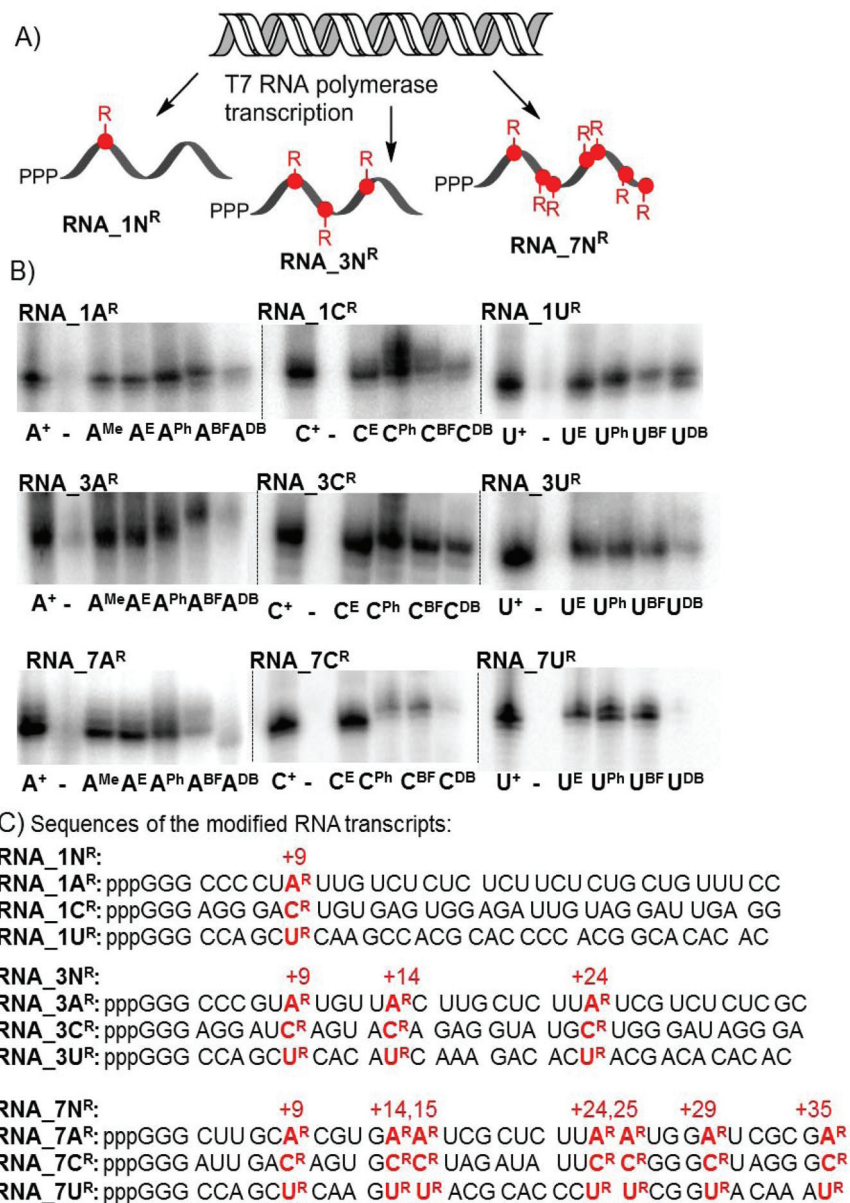 A)
T7 RNA polymerase
transcription
R
PPP
RNA_1Nᴿ
R
PPP
R
R
RNA_3Nᴿ
R
RR
PPP
RR
R
R
RNA_7Nᴿ
B)
RNA_1Aᴿ RNA_1Cᴿ RNA_1Uᴿ
A⁺ - Aᴹᵉ Aᴱ Aᴾʰ Aᴮꟳ Aᴰᴮ C⁺ - Cᴱ Cᴾʰ Cᴮꟳ Cᴰᴮ U⁺ - Uᴱ Uᴾʰ Uᴮꟳ Uᴰᴮ
RNA_3Aᴿ RNA_3Cᴿ RNA_3Uᴿ
A⁺ - Aᴹᵉ Aᴱ Aᴾʰ Aᴮꟳ Aᴰᴮ C⁺ - Cᴱ Cᴾʰ Cᴮꟳ Cᴰᴮ U⁺ - Uᴱ Uᴾʰ Uᴮꟳ Uᴰᴮ
RNA_7Aᴿ RNA_7Cᴿ RNA_7Uᴿ
A⁺ - Aᴹᵉ Aᴱ Aᴾʰ Aᴮꟳ Aᴰᴮ C⁺ - Cᴱ Cᴾʰ Cᴮꟳ Cᴰᴮ U⁺ - Uᴱ Uᴾʰ Uᴮꟳ Uᴰᴮ
C) Sequences of the modified RNA transcripts:
RNA_1Nᴿ: +9
RNA_1Aᴿ: pppGGG CCC CUAᴿ UUG UCU CUC UCU UCU CUG CUG UUU CC
RNA_1Cᴿ: pppGGG AGG GACᴿ UGU GAG UGG AGA UUG UAG GAU UGA GG
RNA_1Uᴿ: pppGGG CCA GCUᴿ CAA GCC ACG CAC CCC ACG GCA CAC AC
RNA_3Nᴿ: +9 +14 +24
RNA_3Aᴿ: pppGGG CCC GUAᴿ UGU UAᴿC UUG CUC UUAᴿ UCG UCU CUC GC
RNA_3Cᴿ: pppGGG AGG AUCᴿ AGU ACᴿA GAG GUA UGCᴿ UGG GAU AGG GA
RNA_3Uᴿ: pppGGG CCA GCUᴿ CAC AUᴿC AAA GAC ACUᴿ ACG ACA CAC AC
RNA_7Nᴿ: +9 +14,15 +24,25 +29 +35
RNA_7Aᴿ: pppGGG CUU GCAᴿ CGU GAᴿAᴿ UCG CUC UUAᴿ AᴿUG GAᴿU CGC GAᴿ
RNA_7Cᴿ: pppGGG AUU GACᴿ AGU GCᴿCᴿ UAG AUA UUCᴿ CᴿGG GCᴿU AGG GCᴿ
RNA_7Uᴿ: pppGGG CCA GCUᴿ CAA GUᴿUᴿ ACG CAC CCUᴿ UᴿCG GUᴿA CAA AUᴿ